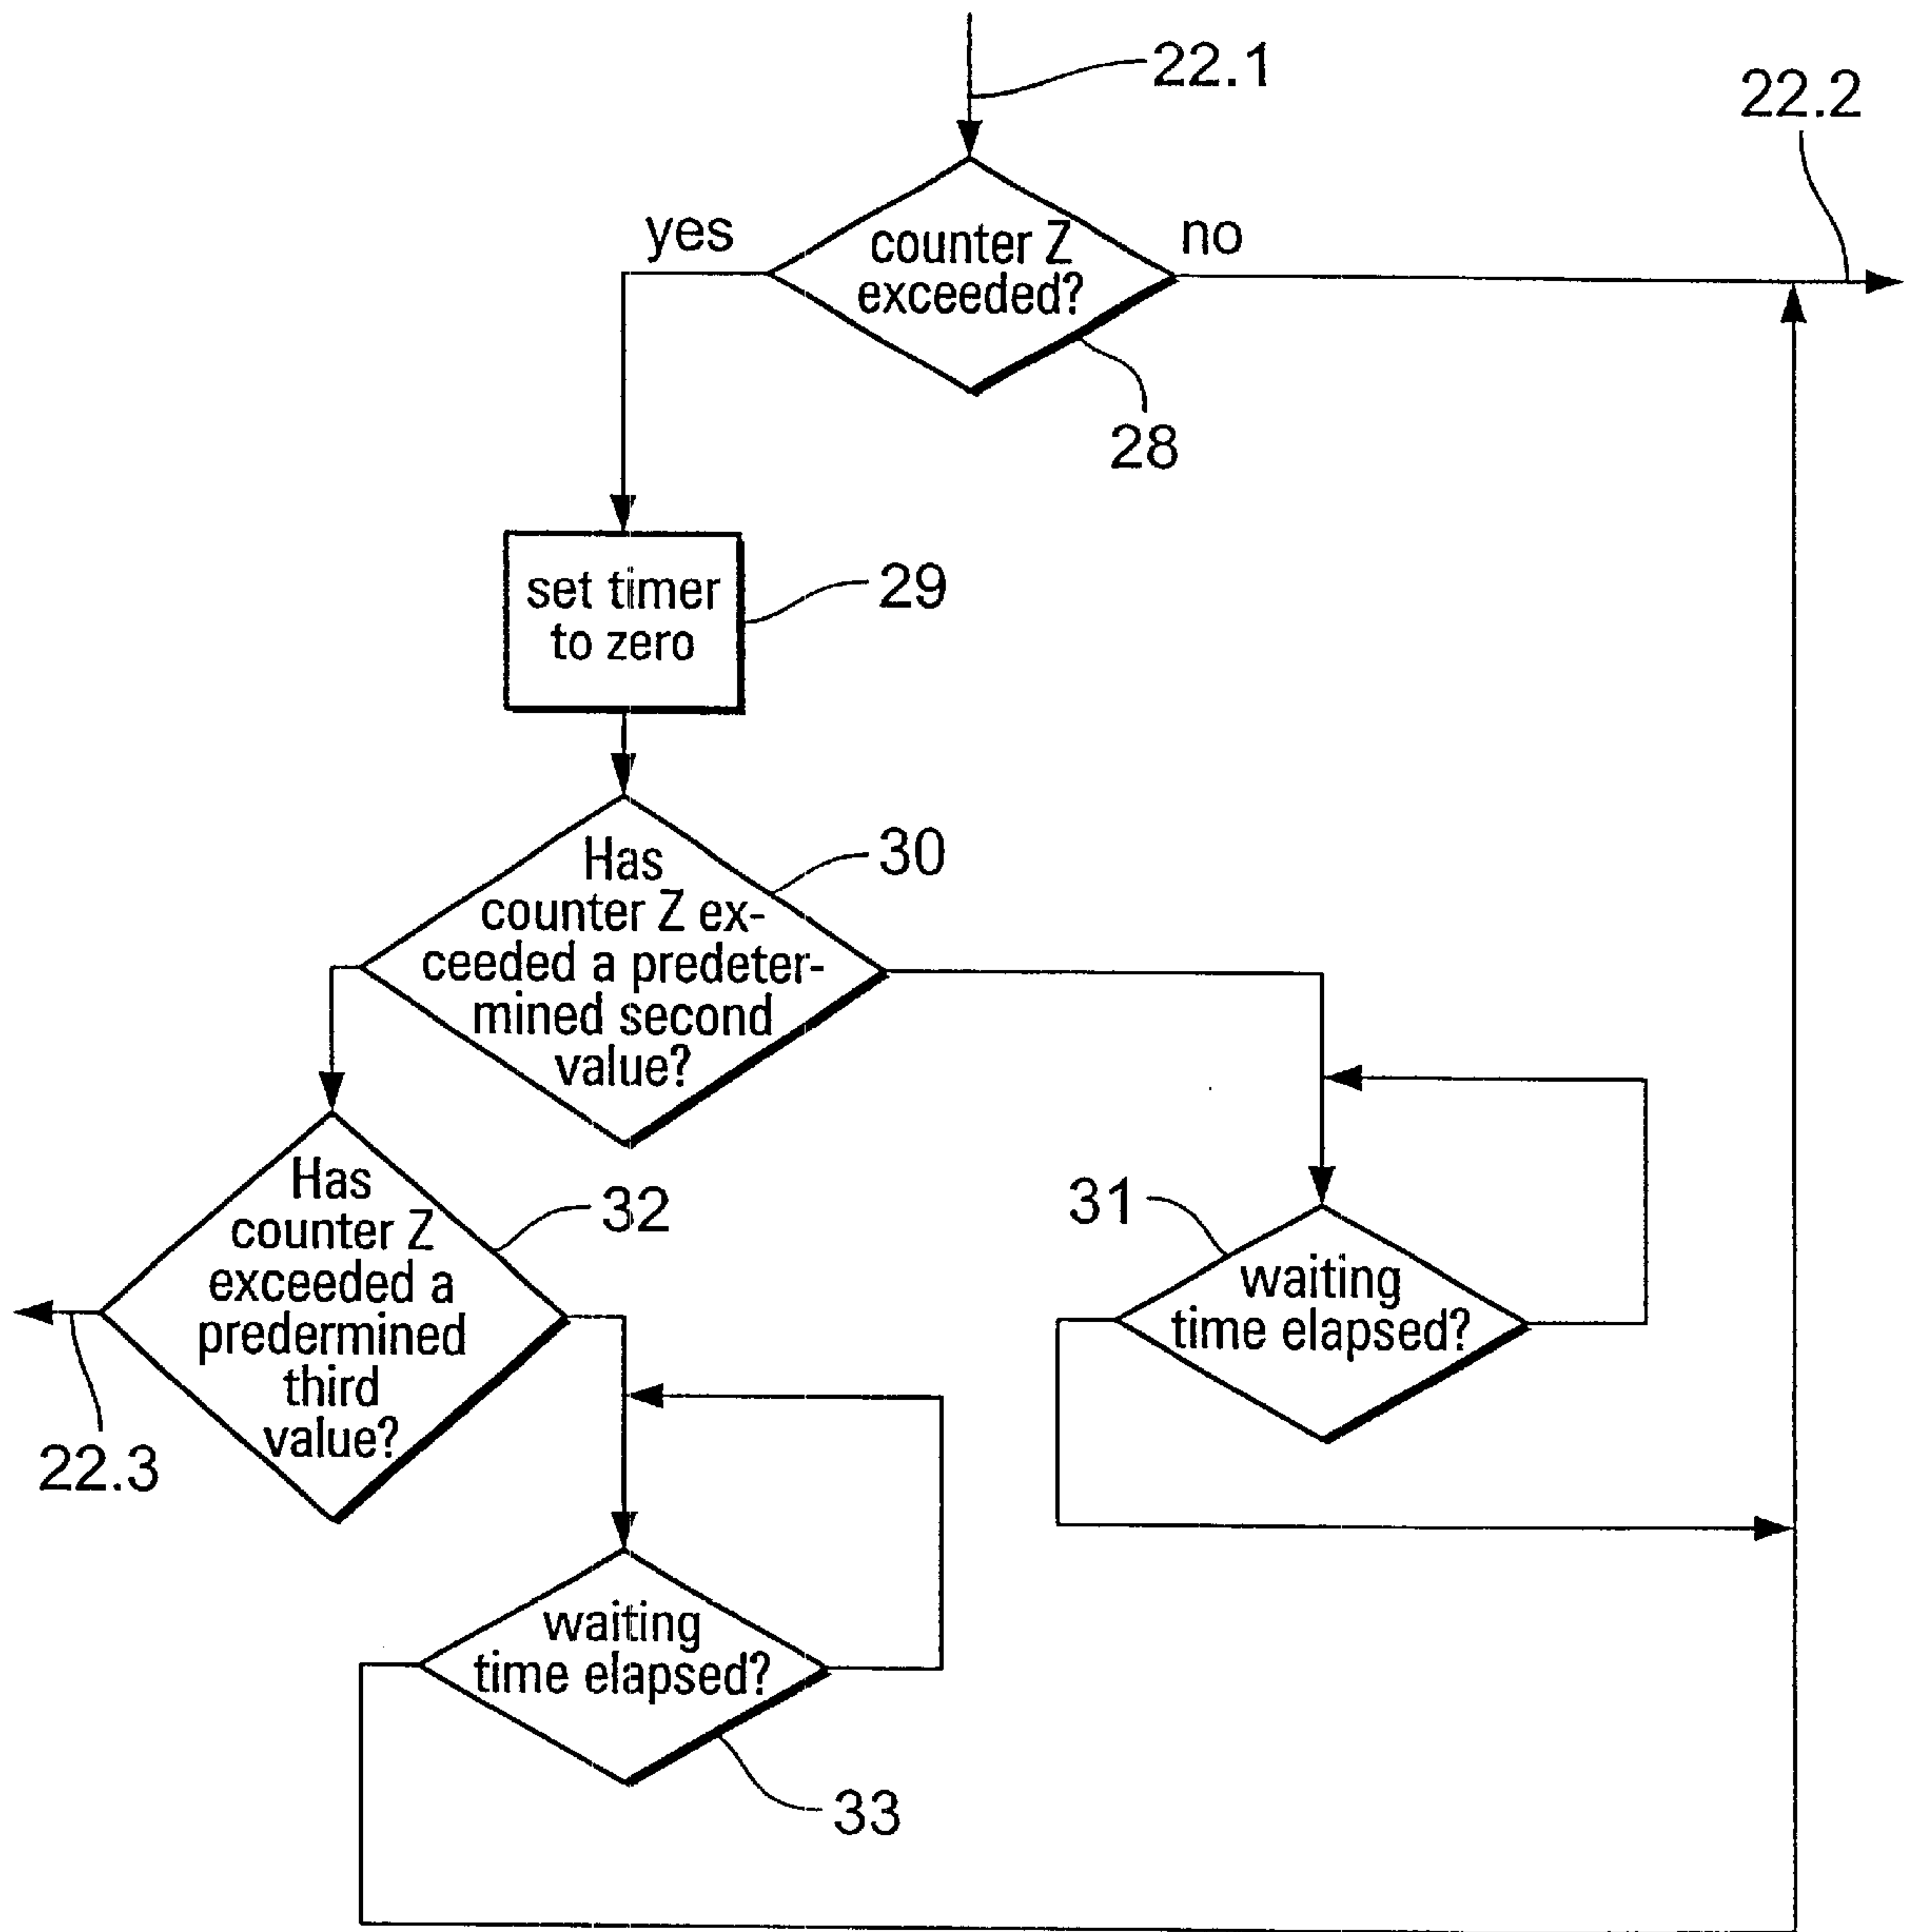 22.1
22.2
yes
no
counter Z
exceeded?
28
set timer
to zero
29
Has
counter Z ex-
ceeded a predeter-
mined second
value?
30
Has
counter Z
exceeded a
predermined
third
value?
32
31
waiting
time elapsed?
22.3
waiting
time elapsed?
33